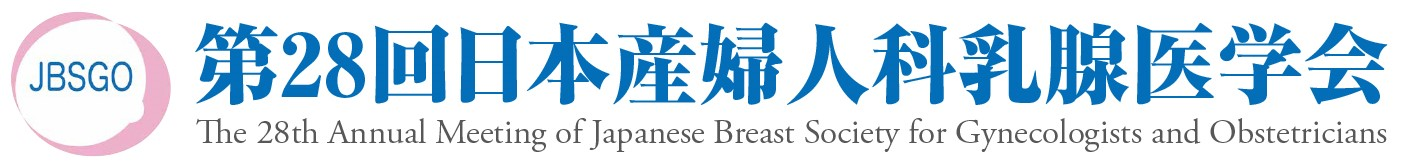 JBSGO
第28回日本産婦人科乳腺医学会
The 28th Annual Meeting of Japanese Breast Society for Gynecologists and Obstetricians